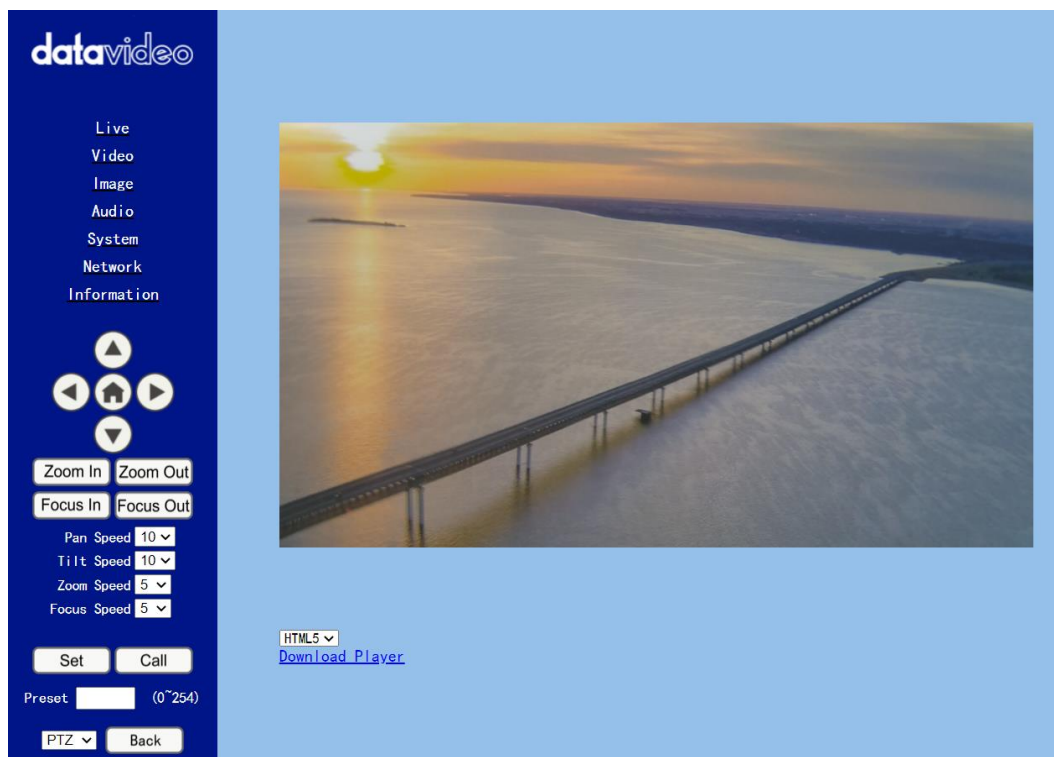 datavideo
Live
Video
Image
Audio
System
Network
Information
Zoom In Zoom Out
Focus In Focus Out
Pan Speed 10
Tilt Speed 10
Zoom Speed 5
Focus Speed 5
Set Call
Preset (0~254)
PTZ Back
HTML5
Download Player